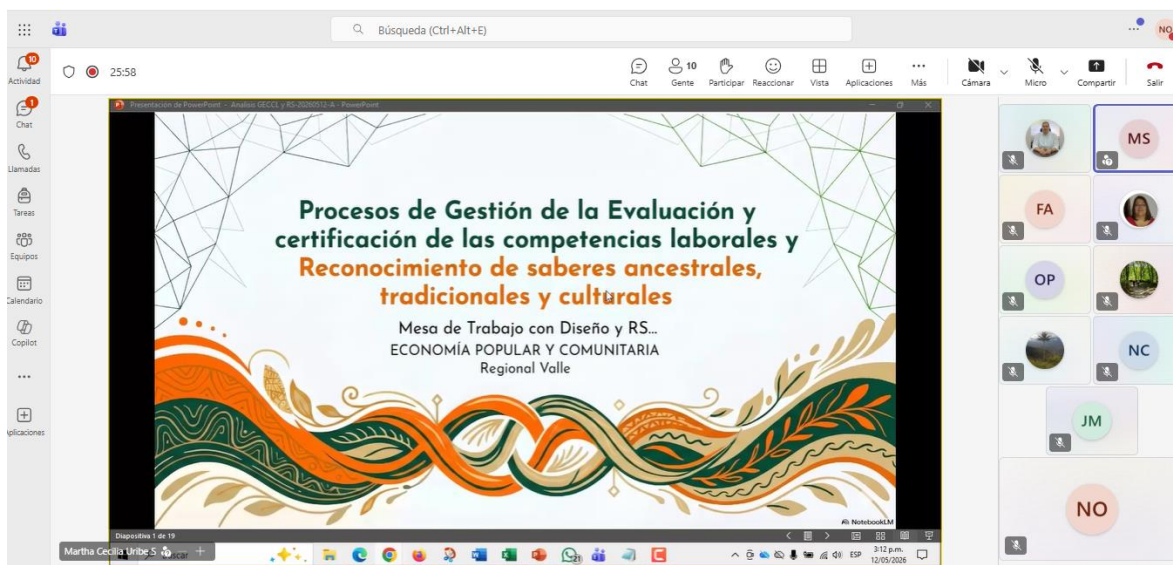 Búsqueda (Ctrl+Alt+E)
NO
10
Actividad
25:58
Chat
10
Gente
Participar
Reaccionar
Vista
Aplicaciones
Más
Cámara
Micro
Compartir
Salir
1
Chat
Llamadas
Tareas
Equipos
Calendario
Copilot
Aplicaciones
Presentación de PowerPoint - Analisis GECCL y RS-20260512-A - PowerPoint
Procesos de Gestión de la Evaluación y
certificación de las competencias laborales y
Reconocimiento de saberes ancestrales,
tradicionales y culturales
Mesa de Trabajo con Diseño y RS...
ECONOMÍA POPULAR Y COMUNITARIA
Regional Valle
NotebookLM
Diapositiva 1 de 19
Martha Cecilia Uribe S
21
ESP
3:12 p.m.
12/05/2026
MS
FA
OP
NC
JM
NO